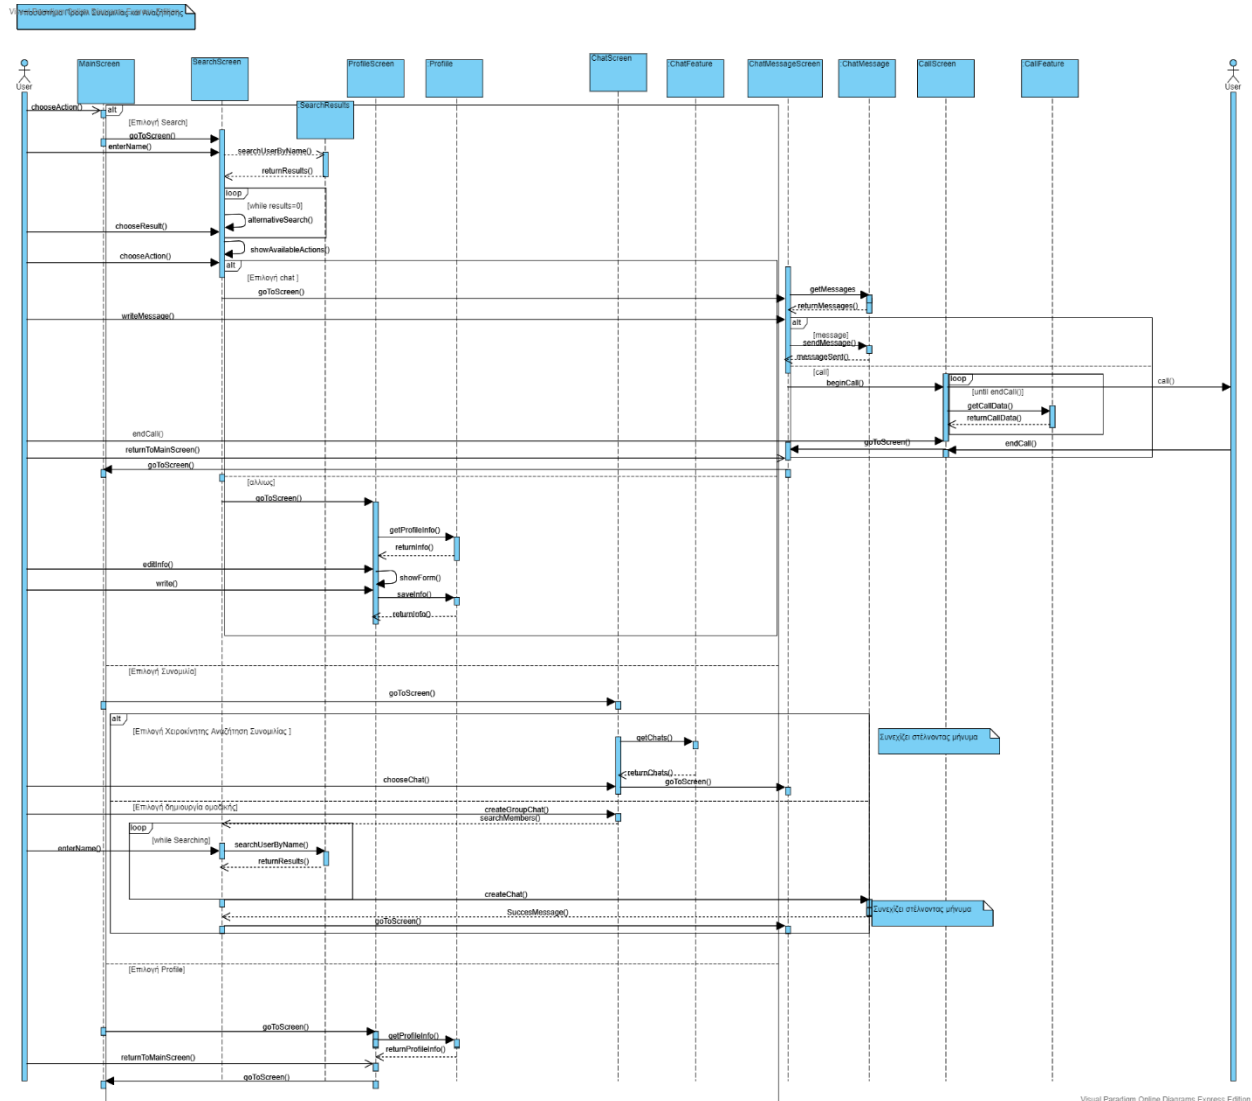 Υποσύστημα Προφίλ Συνομιλίας και Αναζήτησης
User
MainScreen
SearchScreen
ProfileScreen
Profile
ChatScreen
ChatFeature
ChatMessageScreen
ChatMessage
CallScreen
CallFeature
User
chooseAction()
alt
SearchResults
[Επιλογή Search]
goToScreen()
enterName()
searchUserByName()
returnResults()
loop
[while results=0]
alternativeSearch()
chooseResult()
showAvailableActions()
chooseAction()
alt
[Επιλογή chat ]
goToScreen()
getMessages
returnMessages()
writeMessage()
alt
[message]
sendMessage()
messageSent()
[call]
beginCall()
loop
call()
[until endCall()]
getCallData()
returnCallData()
endCall()
goToScreen()
endCall()
returnToMainScreen()
goToScreen()
[αλλιως]
goToScreen()
getProfileInfo()
returnInfo()
editInfo()
showForm()
write()
saveInfo()
returnInfo()
[Επιλογή Συνομιλία]
goToScreen()
alt
[Επιλογή Χειροκίνητης Αναζήτηση Συνομιλίας ]
getChats()
Συνεχίζει στέλνοντας μήνυμα
returnChats()
chooseChat()
goToScreen()
[Επιλογή δημιουργία ομαδικής]
createGroupChat()
searchMembers()
loop
[while Searching]
enterName()
searchUserByName()
returnResults()
createChat()
SuccesMessage()
Συνεχίζει στέλνοντας μήνυμα
goToScreen()
[Επιλογή Profile]
goToScreen()
getProfileInfo()
returnProfileInfo()
returnToMainScreen()
goToScreen()
Visual Paradigm Online Diagrams Express Edition